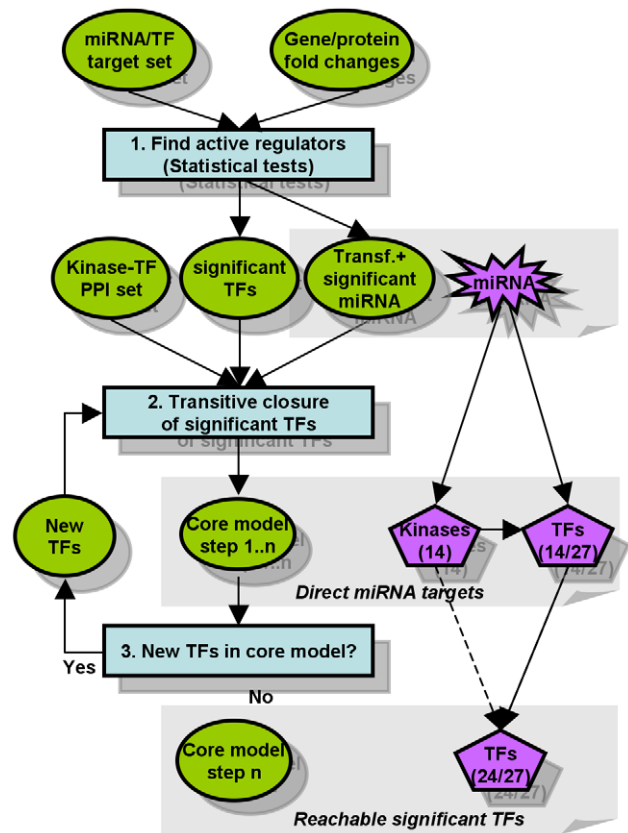 miRNA/TF
target set
Gene/protein
fold changes
1. Find active regulators
(Statistical tests)
Kinase-TF
PPI set
significant
TFs
Transf.+
significant
miRNA
miRNA
2. Transitive closure
of significant TFs
New
TFs
Core model
step 1..n
Kinases
(14)
TFs
(14/27)
Direct miRNA targets
3. New TFs in core model?
Yes
No
Core model
step n
TFs
(24/27)
Reachable significant TFs